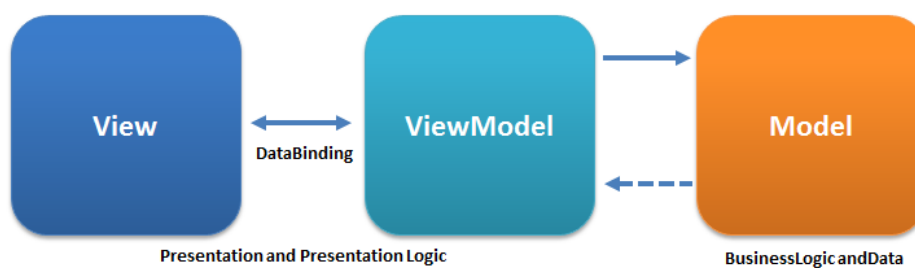 View
ViewModel
Model
DataBinding
Presentation and Presentation Logic
BusinessLogic andData